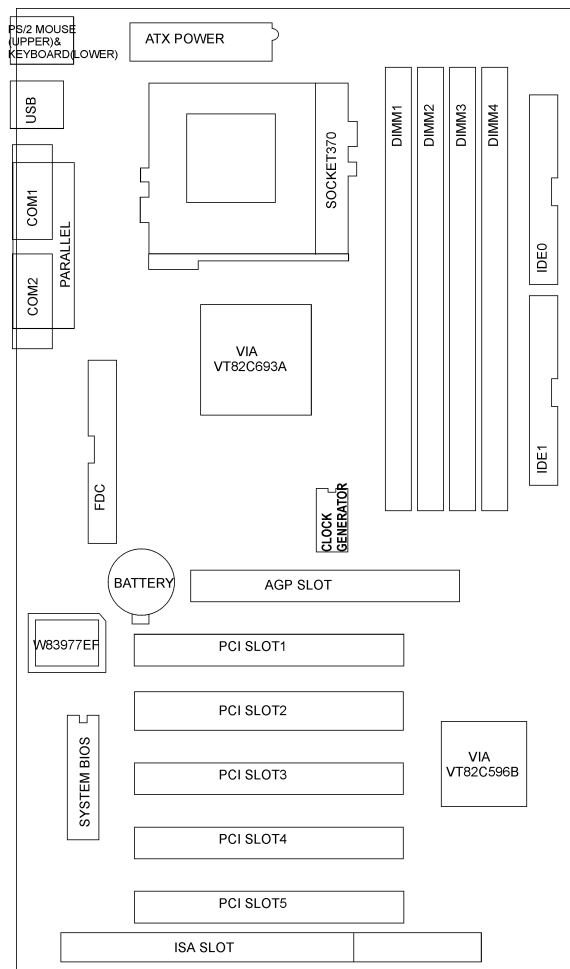 PS/2 MOUSE
(UPPER)&
KEYBOARD(LOWER)
ATX POWER
USB
SOCKET370
DIMM1
DIMM2
DIMM3
DIMM4
IDE0
COM1
PARALLEL
COM2
VIA
VT82C693A
IDE1
FDC
CLOCK
GENERATOR
BATTERY
AGP SLOT
W83977EF
PCI SLOT1
PCI SLOT2
SYSTEM BIOS
VIA
VT82C596B
PCI SLOT3
PCI SLOT4
PCI SLOT5
ISA SLOT